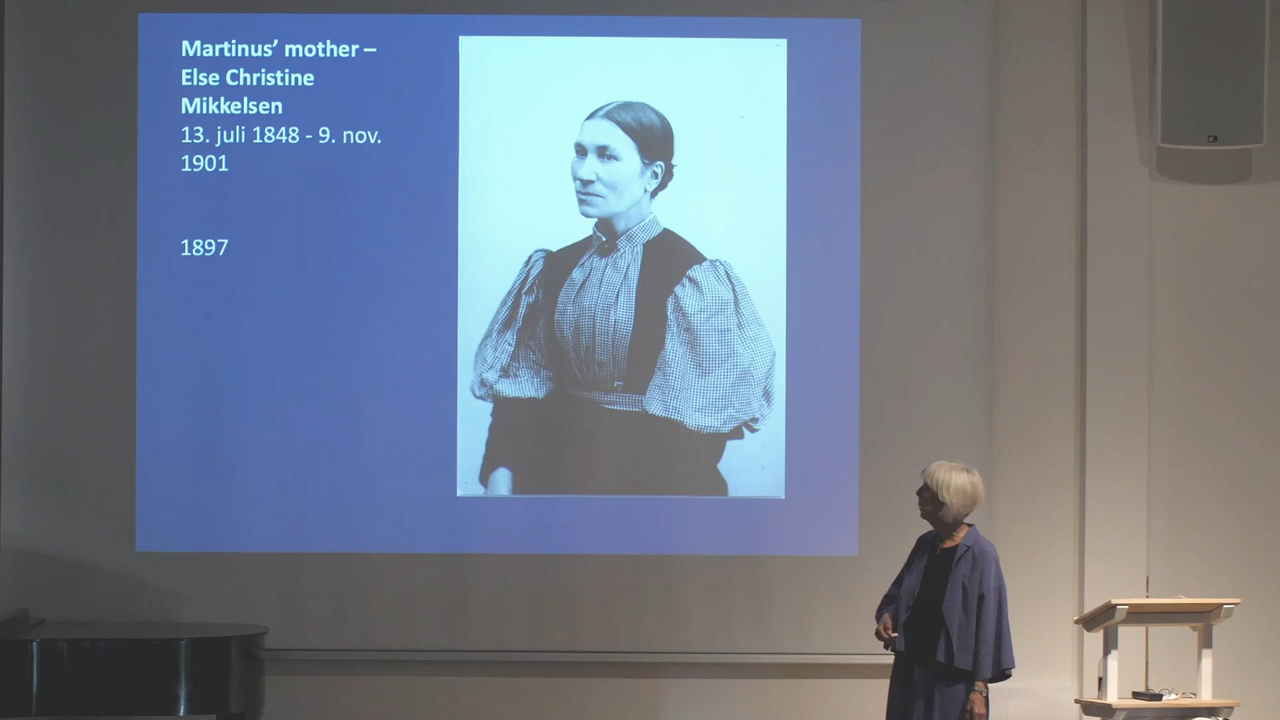 Martinus’ mother –
Else Christine
Mikkelsen
13. juli 1848 - 9. nov.
1901
1897